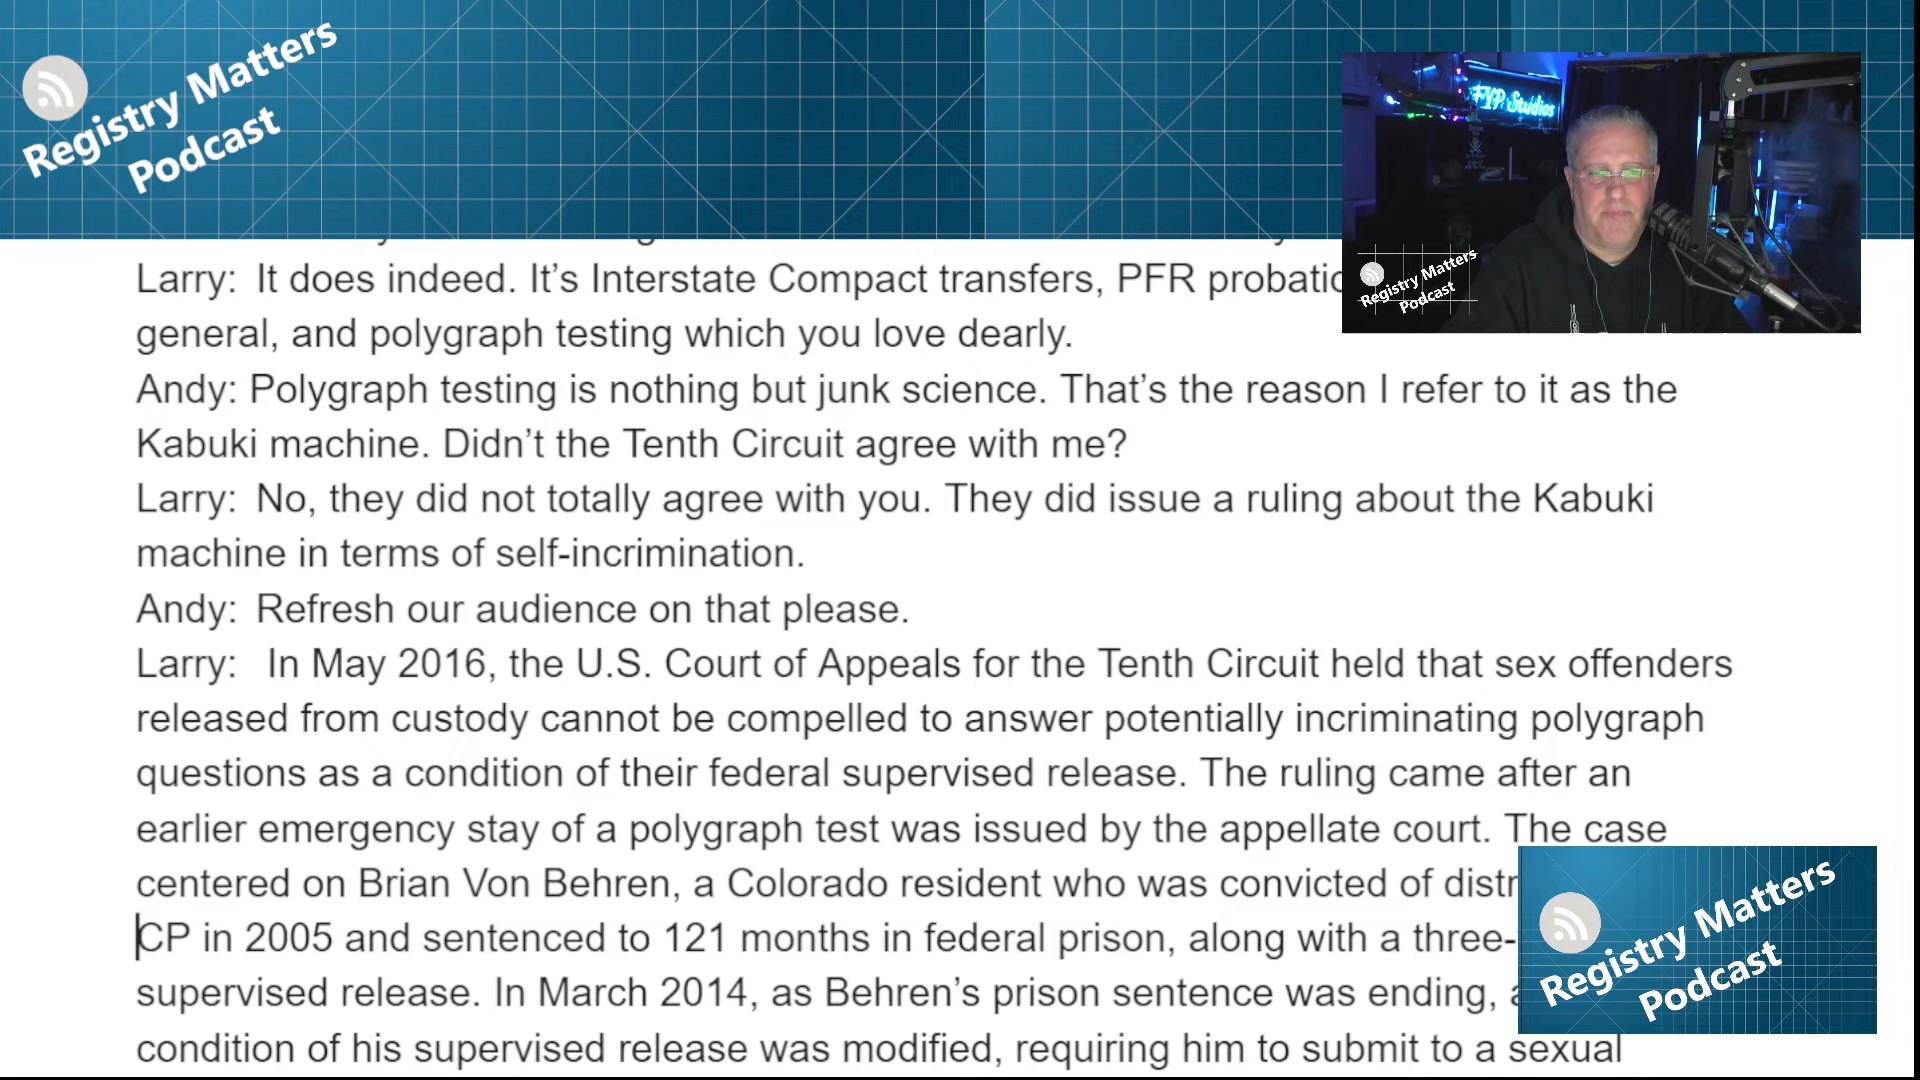 Registry Matters
Podcast
FYP Studios
Registry Matters
Podcast
Larry: It does indeed. It’s Interstate Compact transfers, PFR
general, and polygraph testing which you love dearly.
Andy: Polygraph testing is nothing but junk science. That’s the reason I refer to it as the
Kabuki machine. Didn’t the Tenth Circuit agree with me?
Larry: No, they did not totally agree with you. They did issue a ruling about the Kabuki
machine in terms of self-incrimination.
Andy: Refresh our audience on that please.
Larry: In May 2016, the U.S. Court of Appeals for the Tenth Circuit held that sex offenders
released from custody cannot be compelled to answer potentially incriminating polygraph
questions as a condition of their federal supervised release. The ruling came after an
earlier emergency stay of a polygraph test was issued by the appellate court. The case
centered on Brian Von Behren, a Colorado resident who was convicted of
CP in 2005 and sentenced to 121 months in federal prison, along with a three-
supervised release. In March 2014, as Behren’s prison sentence was ending,
condition of his supervised release was modified, requiring him to submit to a sexual
Registry Matters
Podcast